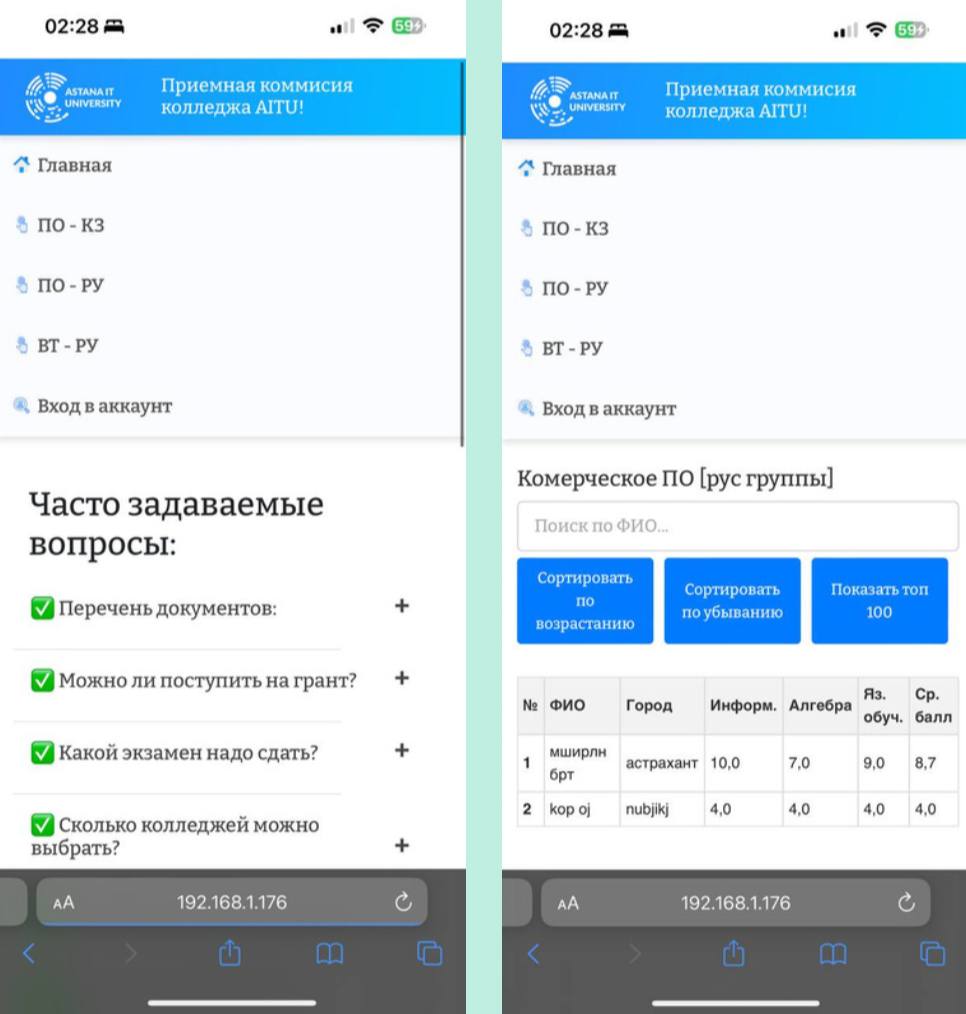 02:28
59
ASTANA IT
UNIVERSITY
Приемная коммисия
колледжа AITU!
Главная
ПО - КЗ
ПО - РУ
ВТ - РУ
Вход в аккаунт
Часто задаваемые
вопросы:
Перечень документов:
+
Можно ли поступить на грант?
+
Какой экзамен надо сдать?
+
Сколько колледжей можно
выбрать?
+
AA
192.168.1.176
02:28
59
ASTANA IT
UNIVERSITY
Приемная коммисия
колледжа AITU!
Главная
ПО - КЗ
ПО - РУ
ВТ - РУ
Вход в аккаунт
Комерческое ПО [рус группы]
Поиск по ФИО...
Сортировать
по
возрастанию
Сортировать
по убыванию
Показать топ
100
№ ФИО Город Информ. Алгебра Яз. обуч. Ср. балл
1 мширлн брт астрахант 10,0 7,0 9,0 8,7
2 kop oj nubjikj 4,0 4,0 4,0 4,0
AA
192.168.1.176